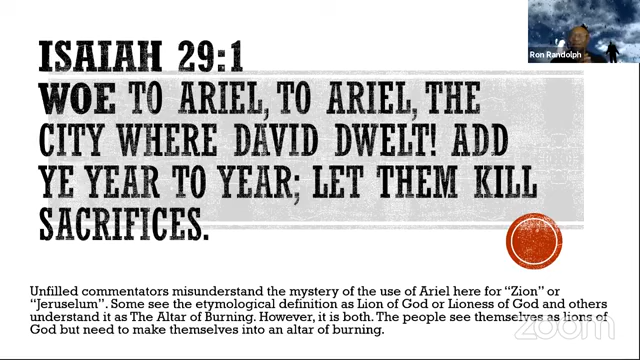 ISAIAH 29:1
WOE TO ARIEL, TO ARIEL, THE
CITY WHERE DAVID DWELT! ADD
YE YEAR TO YEAR; LET THEM KILL
SACRIFICES.
Unfilled commentators misunderstand the mystery of the use of Ariel here for “Zion” or
“Jeruselum”. Some see the etymological definition as Lion of God or Lioness of God and others
understand it as The Altar of Burning. However, it is both. The people see themselves as lions of
God but need to make themselves into an altar of burning.
Ron Randolph
zoom